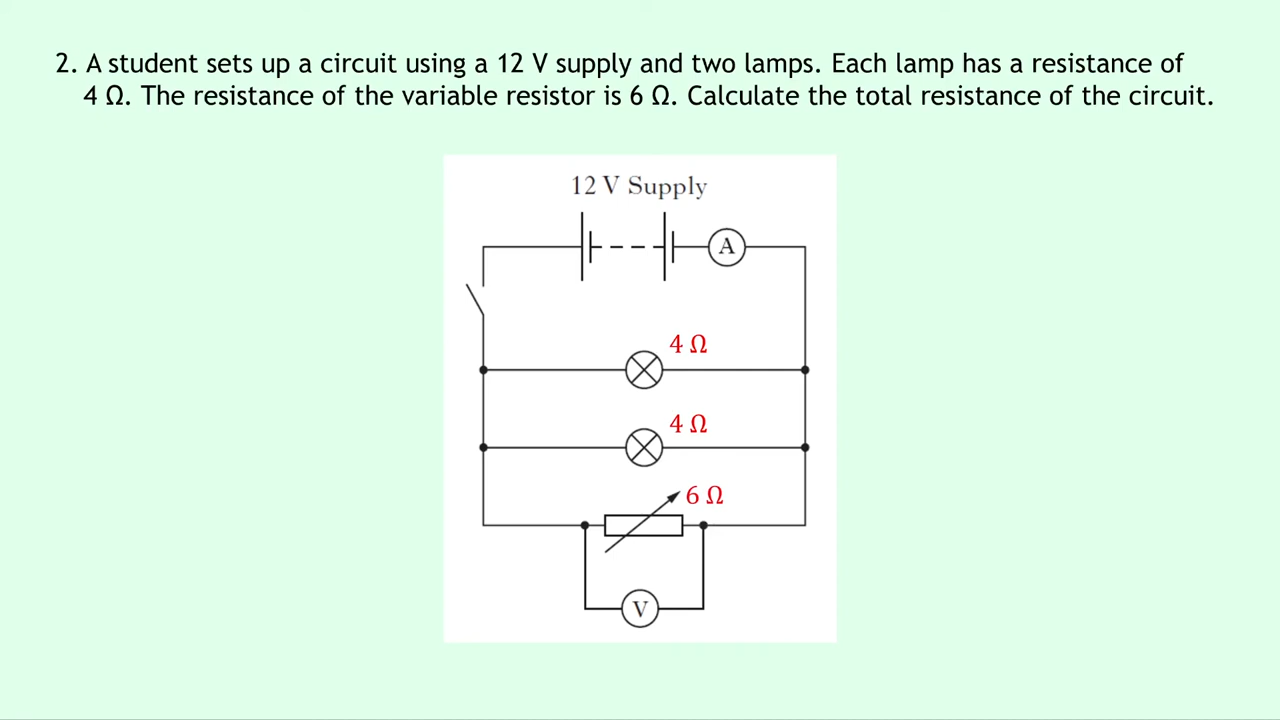 2. A student sets up a circuit using a 12 V supply and two lamps. Each lamp has a resistance of
4 Ω. The resistance of the variable resistor is 6 Ω. Calculate the total resistance of the circuit.
12 V Supply
A
4 Ω
4 Ω
6 Ω
V